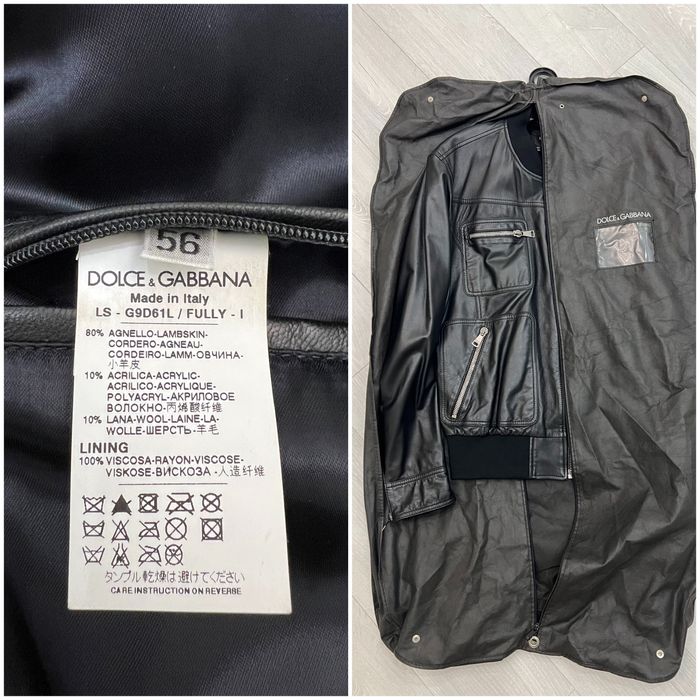 56
DOLCE & GABBANA
Made in Italy
LS - G9D61L / FULLY - I
80% AGNELLO-LAMBSKIN-
CORDERO-AGNEAU-
CORDEIRO-LAMM-ОВЧИНА-
小羊皮
10% ACRILICA-ACRYLIC-
ACRILICO-ACRYLIQUE-
POLYACRYL-АКРИЛОВОЕ
ВОЛОКНО-丙烯酸纤维
10% LANA-WOOL-LAINE-LA-
WOLLE-ШЕРСТЬ-羊毛
LINING
100% VISCOSA-RAYON-VISCOSE-
VISKOSE-ВИСКОЗА -人造纤维
タンブル乾燥は避けてください
CARE INSTRUCTION ON REVERSE
DOLCE & GABBANA